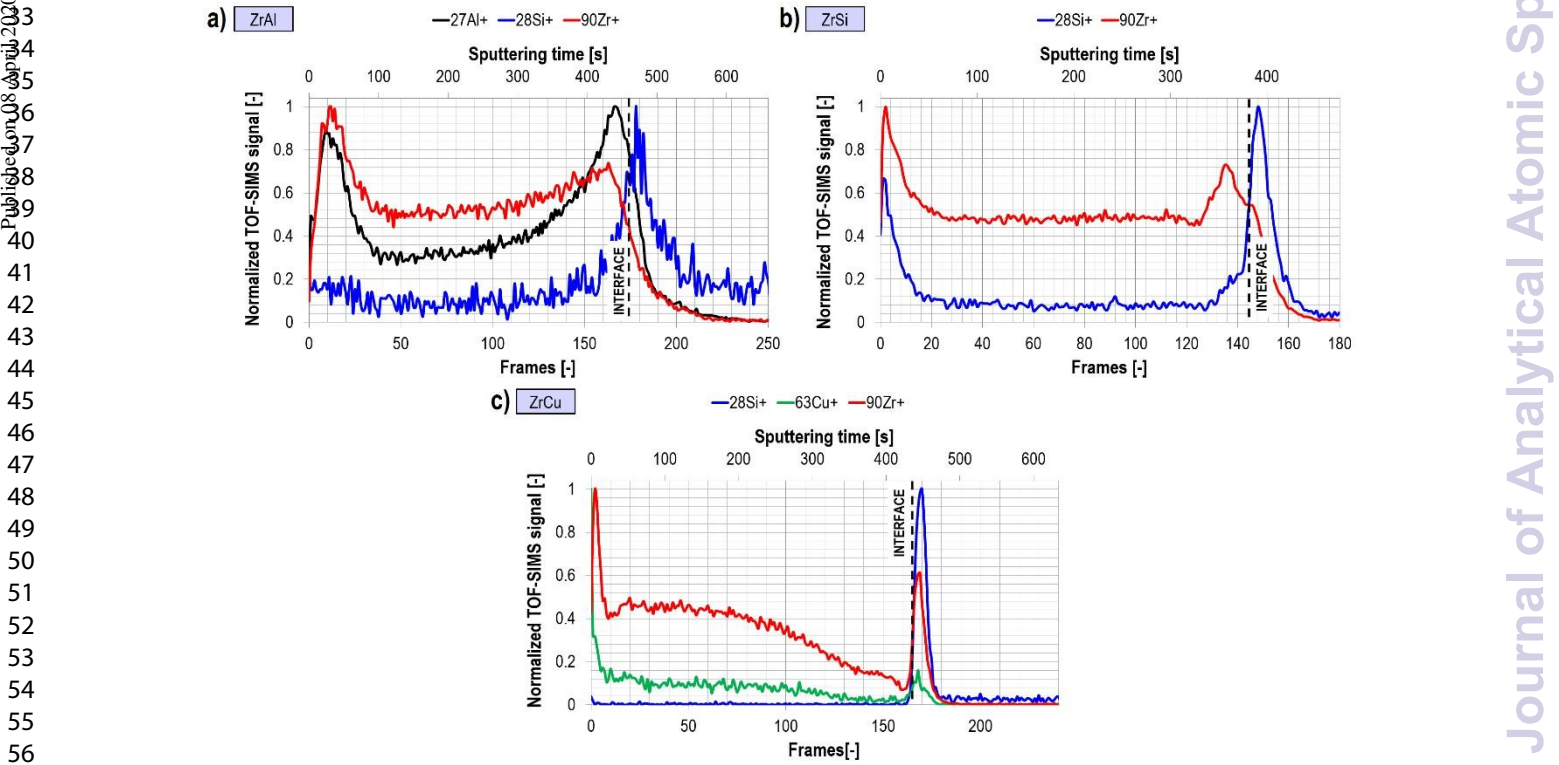 Published on 08 April 2020
33
34
35
36
37
38
39
40
41
42
43
44
45
46
47
48
49
50
51
52
53
54
55
56
a) ZrAl
27Al+ 28Si+ 90Zr+
Sputtering time [s]
0 100 200 300 400 500 600
Normalized TOF-SIMS signal [-]
1
0.8
0.6
0.4
0.2
0
INTERFACE
0 50 100 150 200 250
Frames [-]
b) ZrSi
28Si+ 90Zr+
Sputtering time [s]
0 100 200 300 400
Normalized TOF-SIMS signal [-]
1
0.8
0.6
0.4
0.2
0
INTERFACE
0 20 40 60 80 100 120 140 160 180
Frames [-]
c) ZrCu
28Si+ 63Cu+ 90Zr+
Sputtering time [s]
0 100 200 300 400 500 600
Normalized TOF-SIMS signal [-]
1
0.8
0.6
0.4
0.2
0
INTERFACE
0 50 100 150 200
Frames[-]
Journal of Analytical Atomic Sp